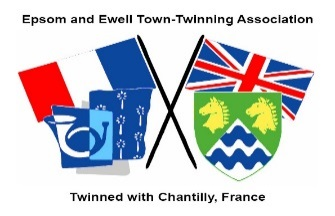 Epsom and Ewell Town-Twinning Association
Twinned with Chantilly, France